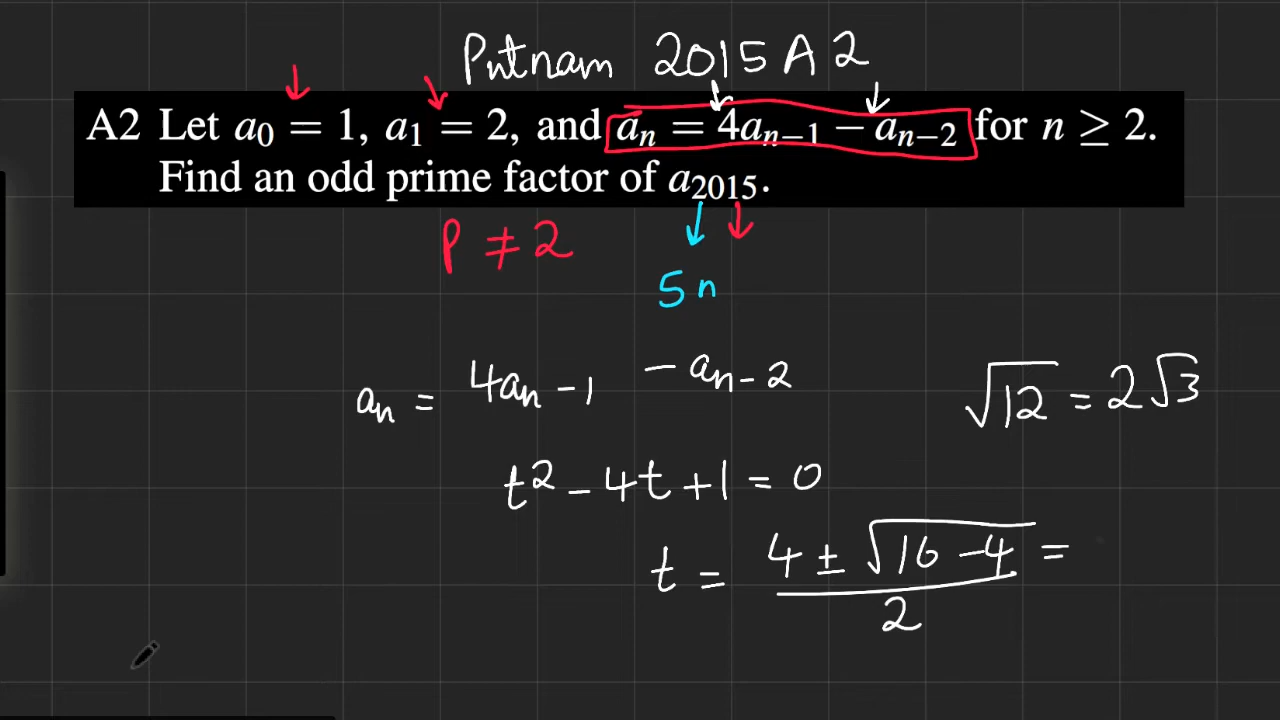 Putnam 2015 A 2
A2 Let a₀ = 1, a₁ = 2, and aₙ = 4aₙ₋₁ − aₙ₋₂ for n ≥ 2.
Find an odd prime factor of a₂₀₁₅.
P ≠ 2
5 n
aₙ = 4aₙ₋₁ − aₙ₋₂
√12 = 2√3
t² − 4t + 1 = 0
t = (4 ± √(16 − 4))/2 =